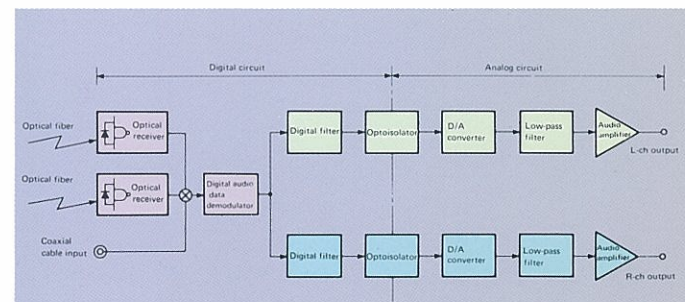 Digital circuit
Analog circuit
Optical fiber
Optical
receiver
Digital filter
Optoisolator
D/A
converter
Low-pass
filter
Audio
amplifier
L-ch output
Optical fiber
Optical
receiver
Digital audio
data
demodulator
Coaxial
cable input
Digital filter
Optoisolator
D/A
converter
Low-pass
filter
Audio
amplifier
R-ch output